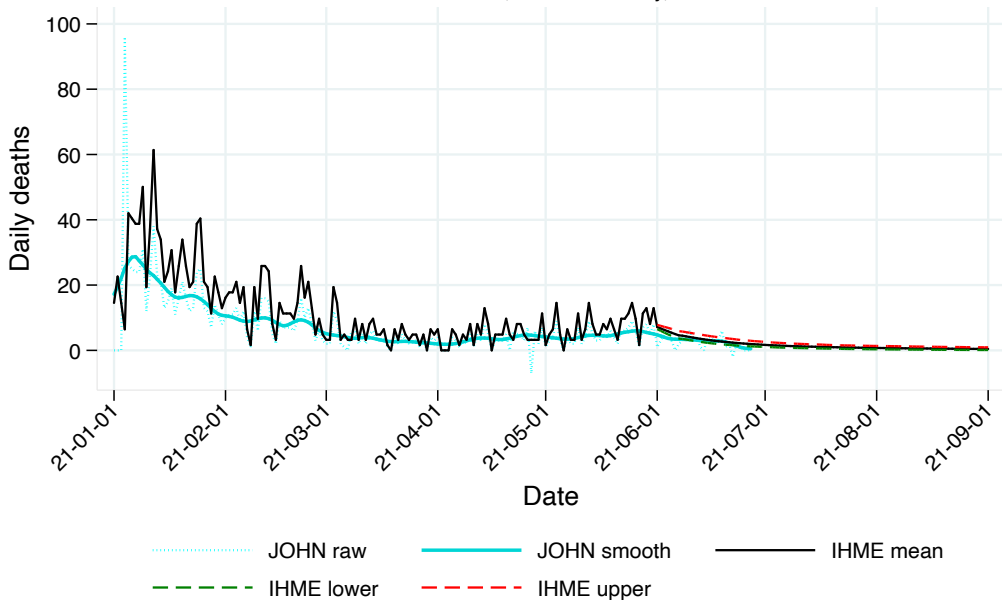 100
80
60
40
20
0
Daily deaths
21-01-01
21-02-01
21-03-01
21-04-01
21-05-01
21-06-01
21-07-01
21-08-01
21-09-01
Date
JOHN raw
JOHN smooth
IHME mean
IHME lower
IHME upper